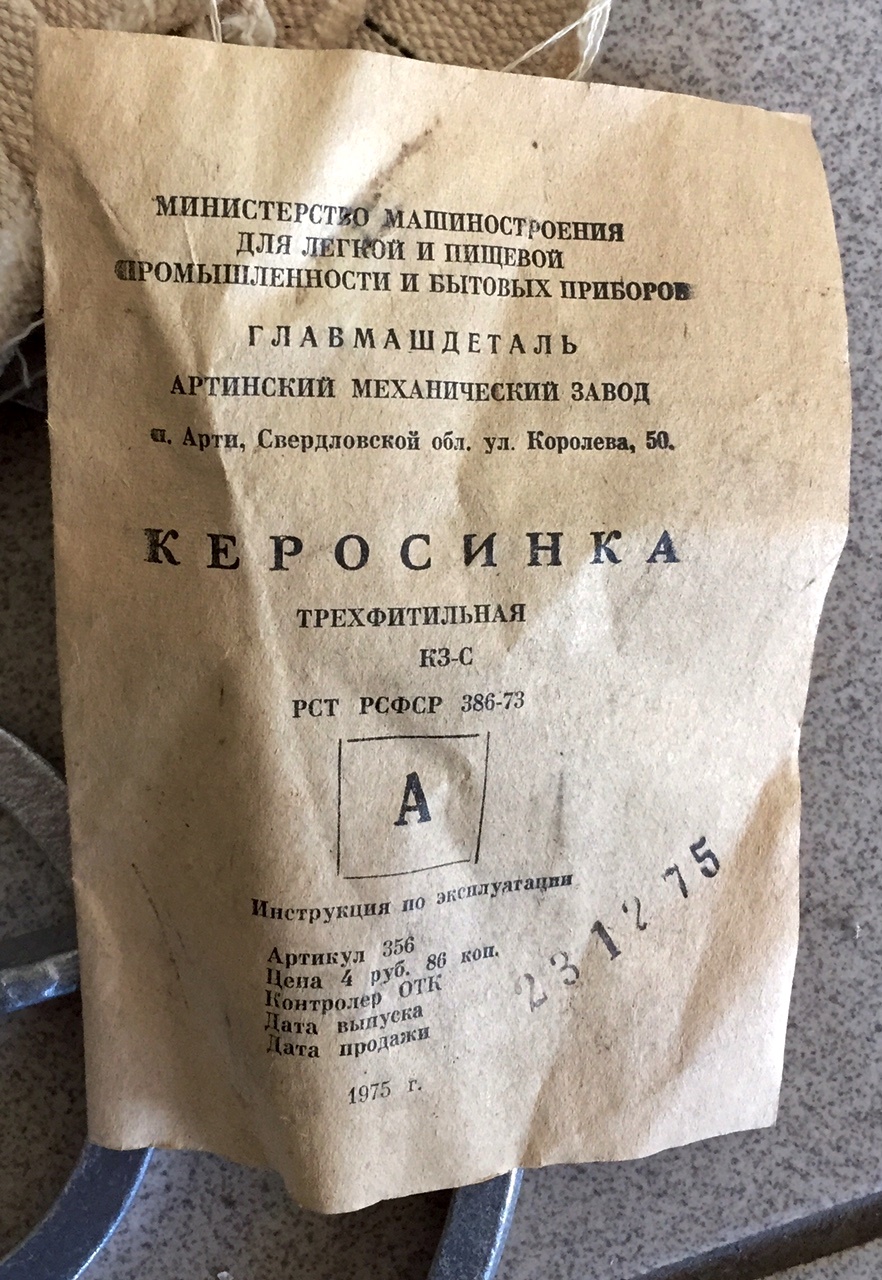 МИНИСТЕРСТВО МАШИНОСТРОЕНИЯ
ДЛЯ ЛЕГКОЙ И ПИЩЕВОЙ
ПРОМЫШЛЕННОСТИ И БЫТОВЫХ ПРИБОРОВ
ГЛАВМАШДЕТАЛЬ
АРТИНСКИЙ МЕХАНИЧЕСКИЙ ЗАВОД
п. Арти, Свердловской обл. ул. Королева, 50.
КЕРОСИНКА
ТРЕХФИТИЛЬНАЯ
КЗ-С
РСТ РСФСР 386-73
А
Инструкция по эксплуатации
Артикул 356
Цена 4 руб. 86 коп.
Контролер ОТК
Дата выпуска
Дата продажи
23 12 75
1975 г.